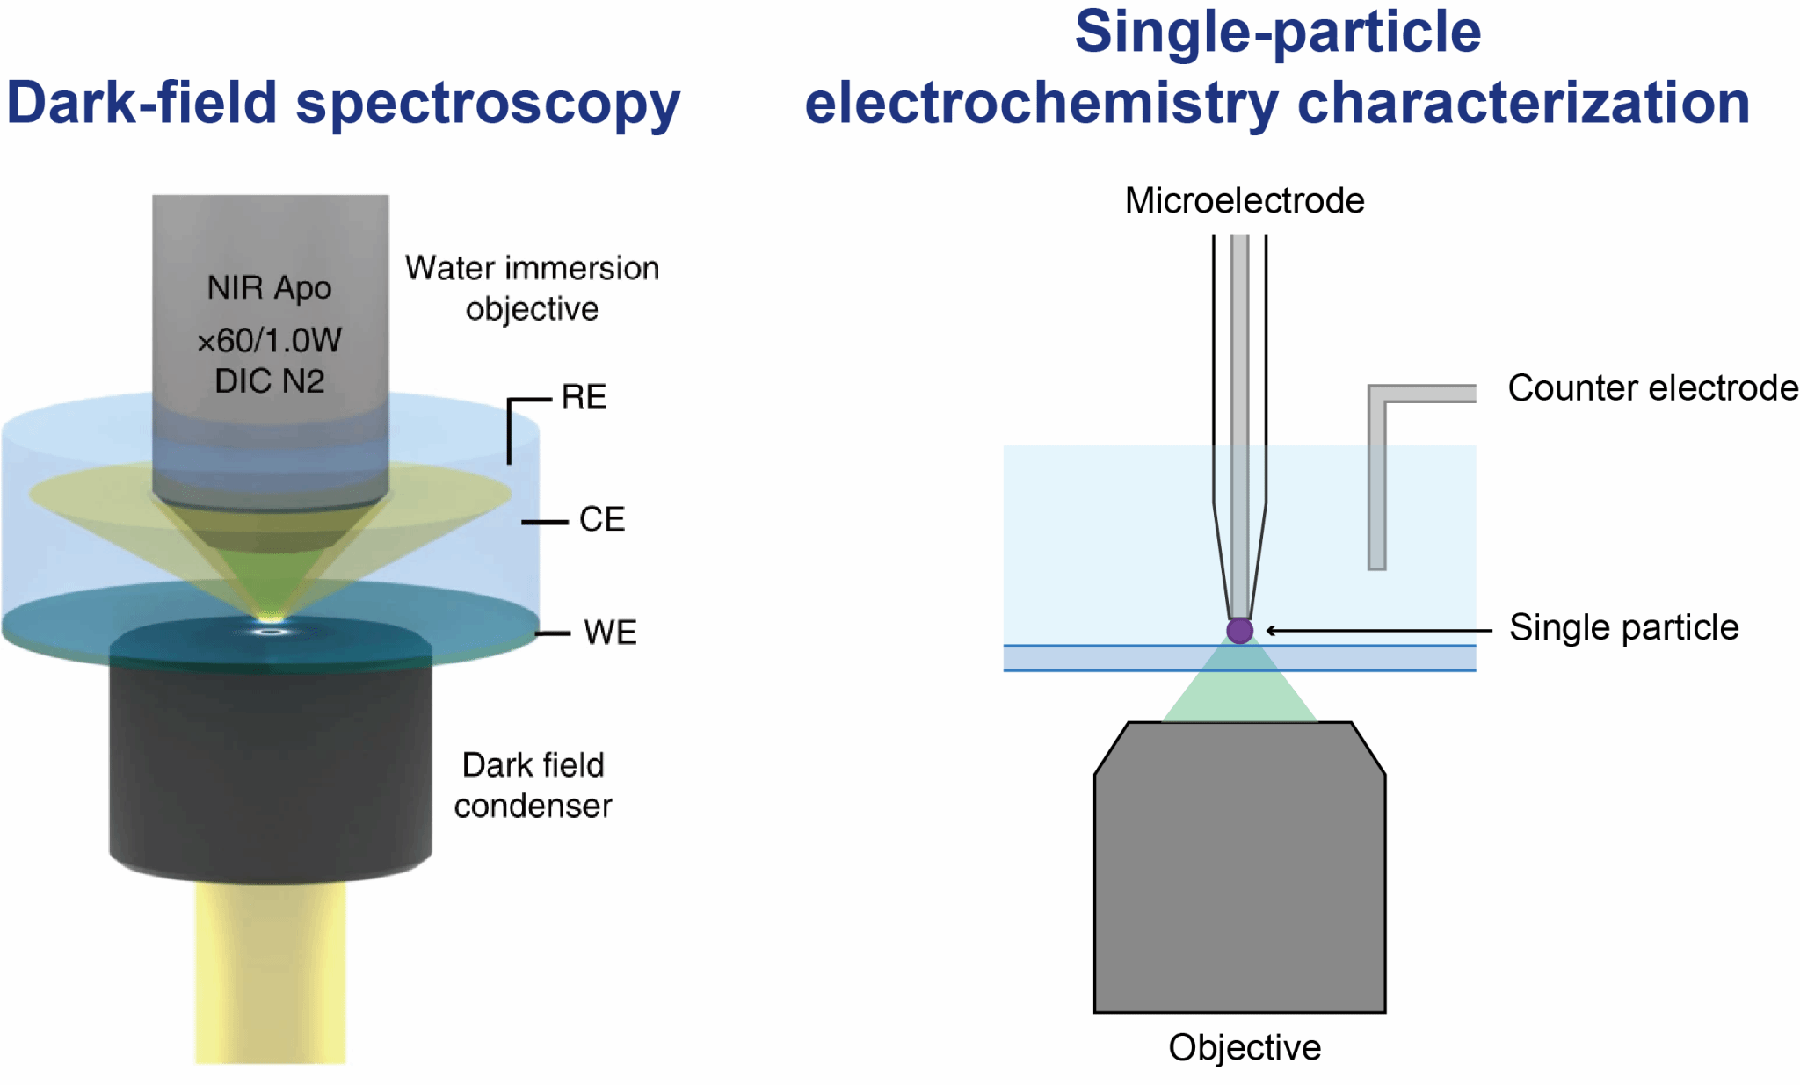 Dark-field spectroscopy
NIR Apo
×60/1.0W
DIC N2
Water immersion
objective
RE
CE
WE
Dark field
condenser
Single-particle
electrochemistry characterization
Microelectrode
Counter electrode
Single particle
Objective